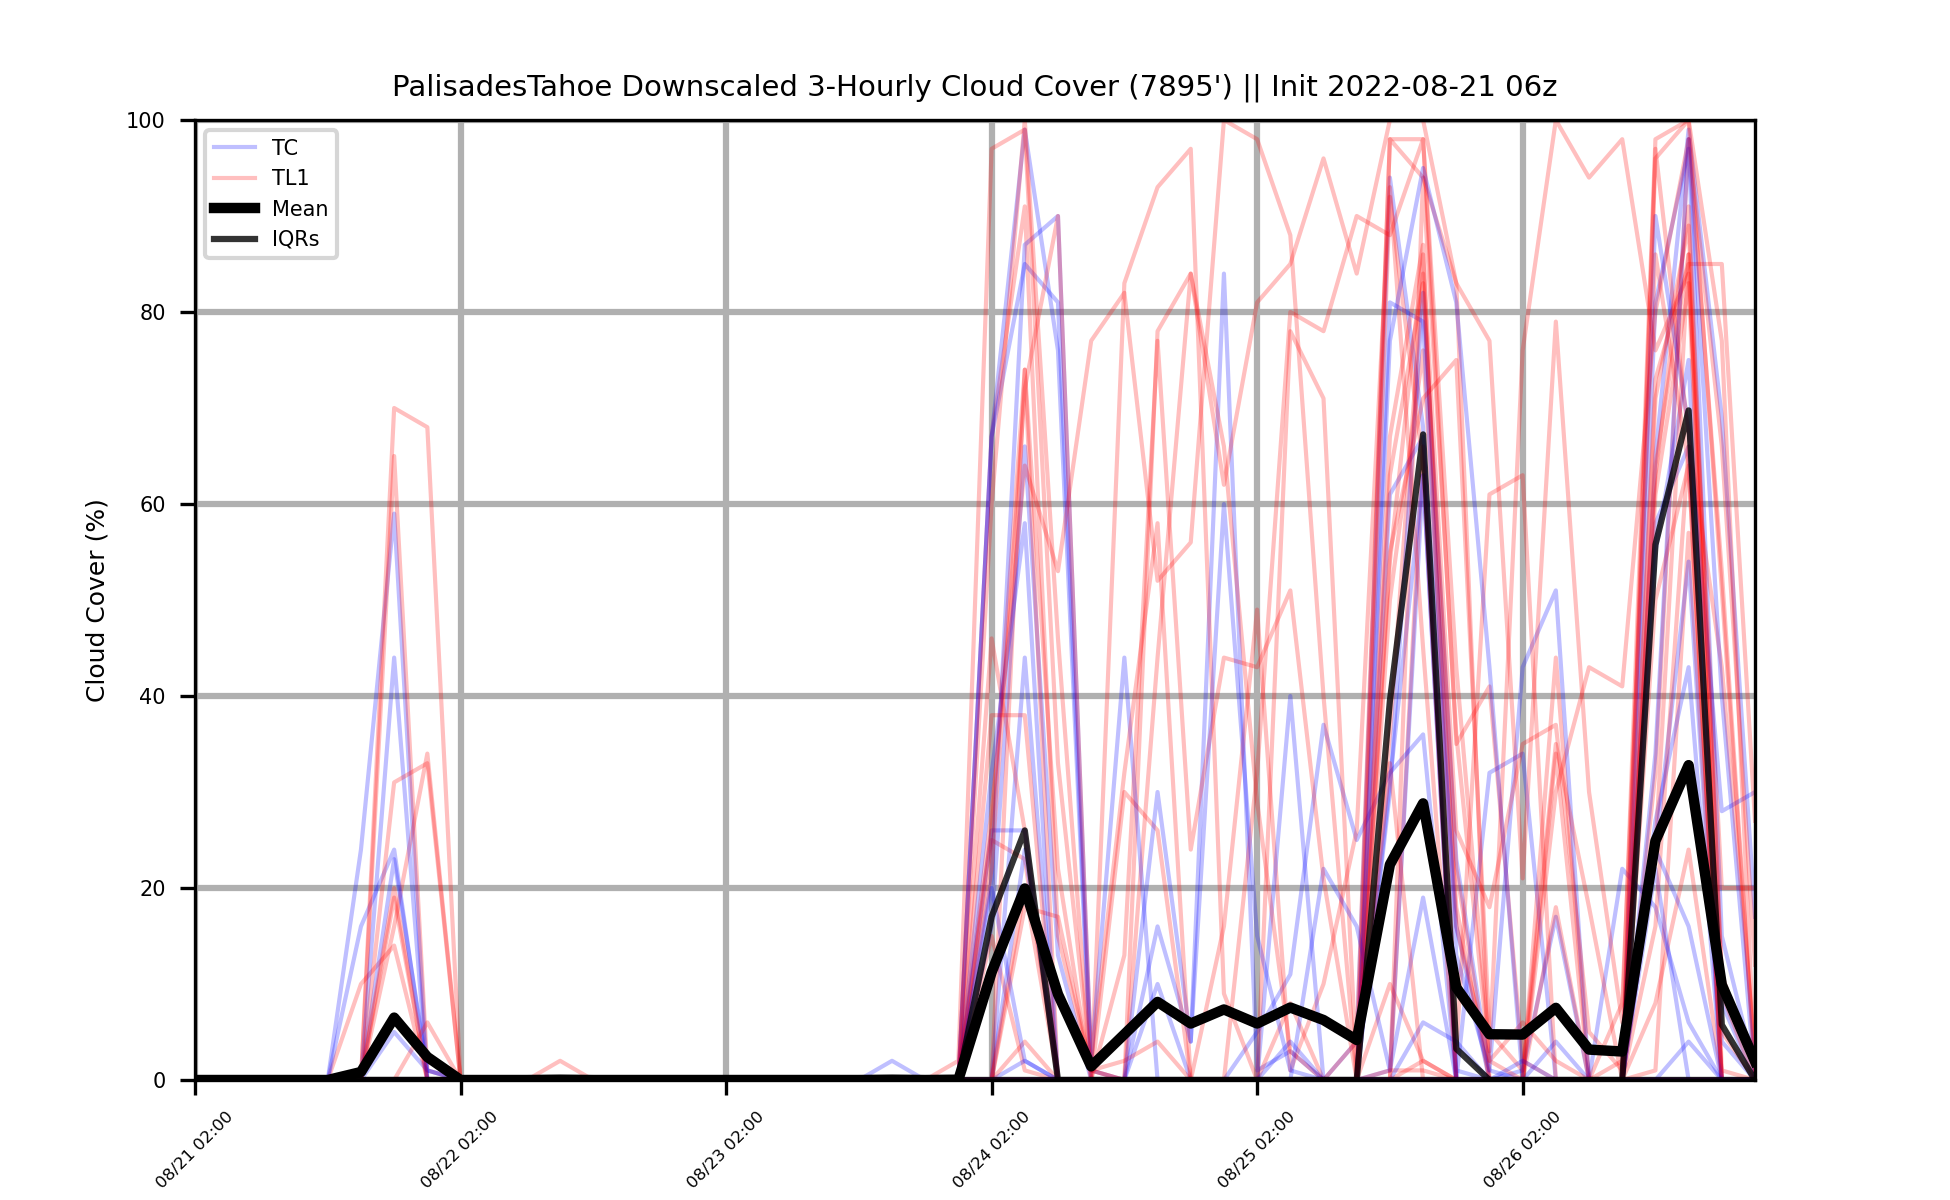 PalisadesTahoe Downscaled 3-Hourly Cloud Cover (7895') || Init 2022-08-21 06z
TC
TL1
Mean
IQRs
Cloud Cover (%)
100
80
60
40
20
0
08/21 02:00
08/22 02:00
08/23 02:00
08/24 02:00
08/25 02:00
08/26 02:00